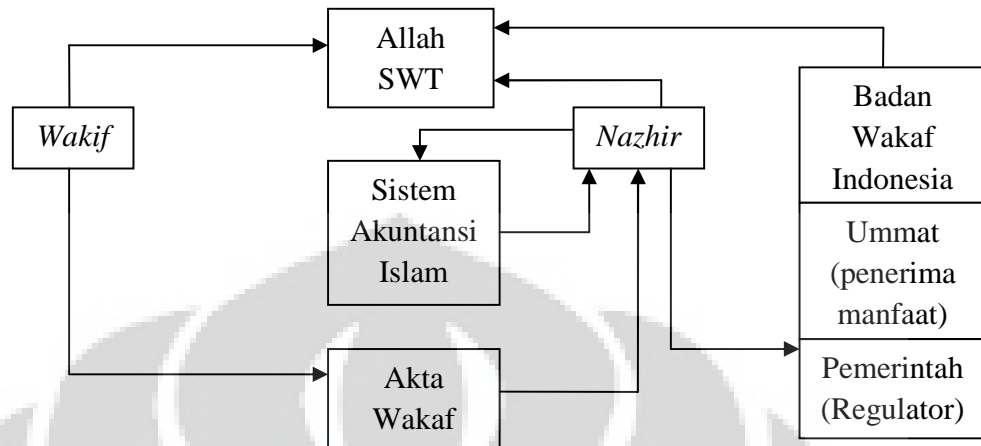 Allah
SWT
Wakif
Nazhir
Badan
Wakaf
Indonesia
Sistem
Akuntansi
Islam
Ummat
(penerima
manfaat)
Akta
Wakaf
Pemerintah
(Regulator)